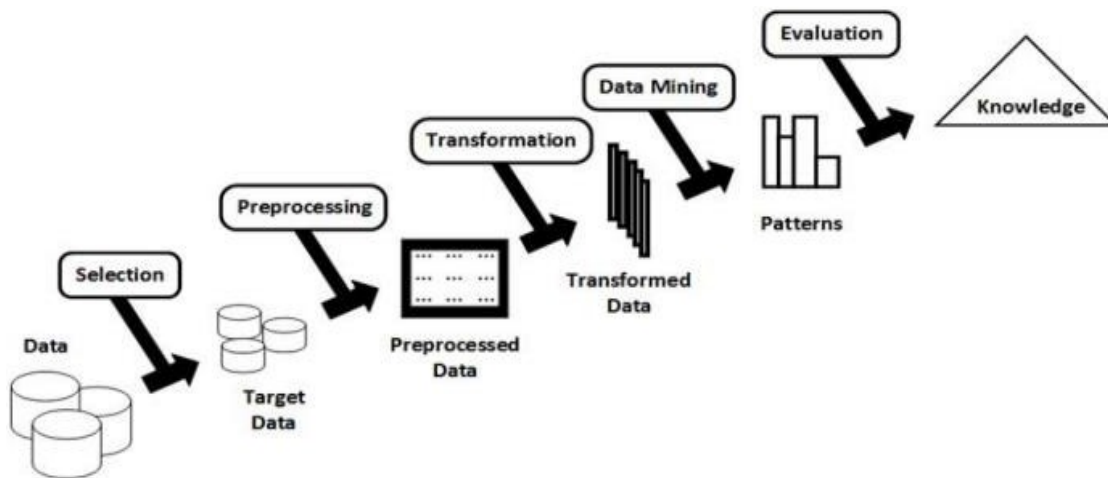 Evaluation
Knowledge
Data Mining
Transformation
Patterns
Preprocessing
Transformed
Data
Selection
Preprocessed
Data
Data
Target
Data